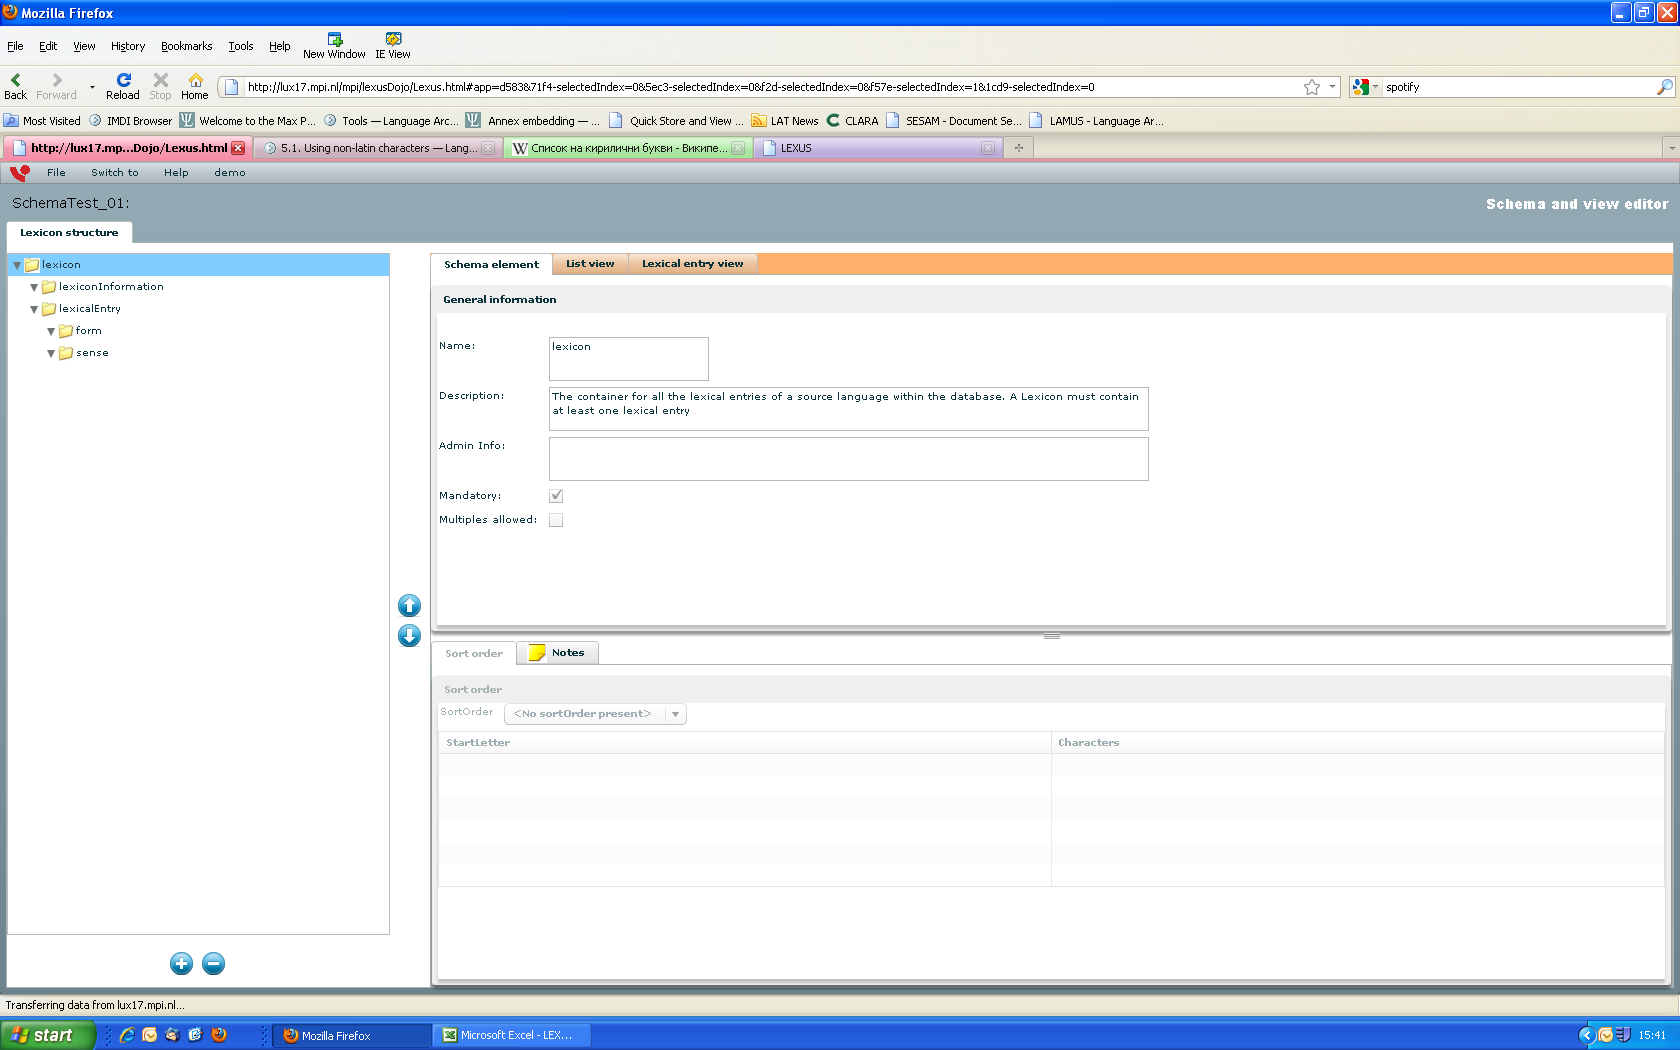 Mozilla Firefox
File Edit View History Bookmarks Tools Help New Window IE View
Back Forward Reload Stop Home http://lux17.mpi.nl/mpi/lexusDojo/Lexus.html#app=d583&71f4-selectedIndex=0&5ec3-selectedIndex=0&f2d-selectedIndex=0&f57e-selectedIndex=1&1cd9-selectedIndex=0 spotify
Most Visited IMDI Browser Welcome to the Max P... Tools — Language Arc... Annex embedding — ... Quick Store and View ... LAT News CLARA SESAM - Document Se... LAMUS - Language Ar...
http://lux17.mp...Dojo/Lexus.html 5.1. Using non-latin characters — Lang... Список на кирилични букви - Википе... LEXUS
File Switch to Help demo
SchemaTest_01:
Schema and view editor
Lexicon structure
lexicon
lexiconInformation
lexicalEntry
form
sense
Schema element List view Lexical entry view
General information
Name: lexicon
Description: The container for all the lexical entries of a source language within the database. A Lexicon must contain
at least one lexical entry
Admin Info:
Mandatory:
Multiples allowed:
Sort order Notes
Sort order
SortOrder <No sortOrder present>
StartLetter Characters
Transferring data from lux17.mpi.nl...
start Mozilla Firefox Microsoft Excel - LEX... 15:41